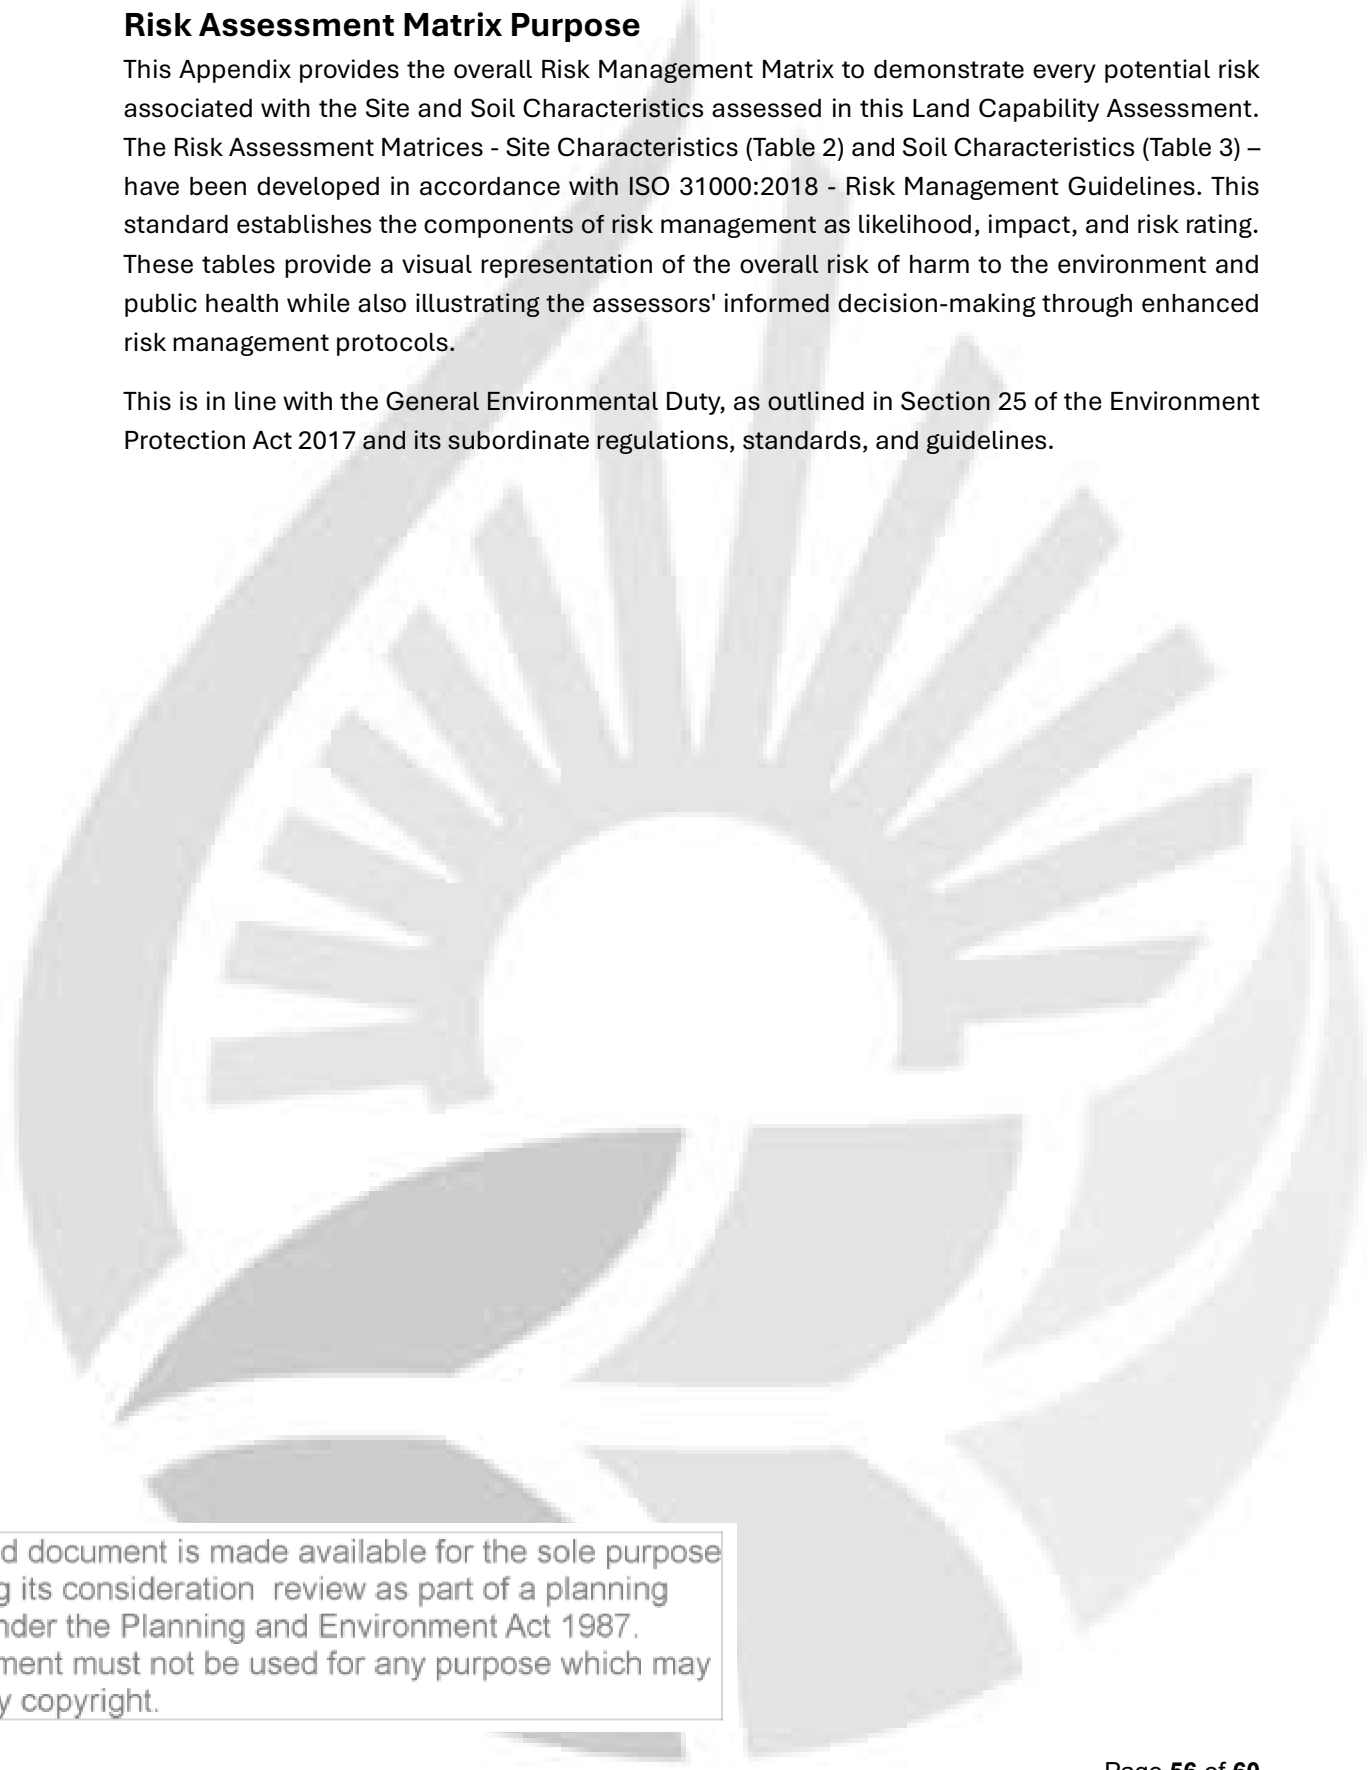 Risk Assessment Matrix Purpose
This Appendix provides the overall Risk Management Matrix to demonstrate every potential risk
associated with the Site and Soil Characteristics assessed in this Land Capability Assessment.
The Risk Assessment Matrices - Site Characteristics (Table 2) and Soil Characteristics (Table 3) –
have been developed in accordance with ISO 31000:2018 - Risk Management Guidelines. This
standard establishes the components of risk management as likelihood, impact, and risk rating.
These tables provide a visual representation of the overall risk of harm to the environment and
public health while also illustrating the assessors' informed decision-making through enhanced
risk management protocols.
This is in line with the General Environmental Duty, as outlined in Section 25 of the Environment
Protection Act 2017 and its subordinate regulations, standards, and guidelines.
d document is made available for the sole purpose
g its consideration review as part of a planning
nder the Planning and Environment Act 1987.
ment must not be used for any purpose which may
y copyright.
Page 56 of 60